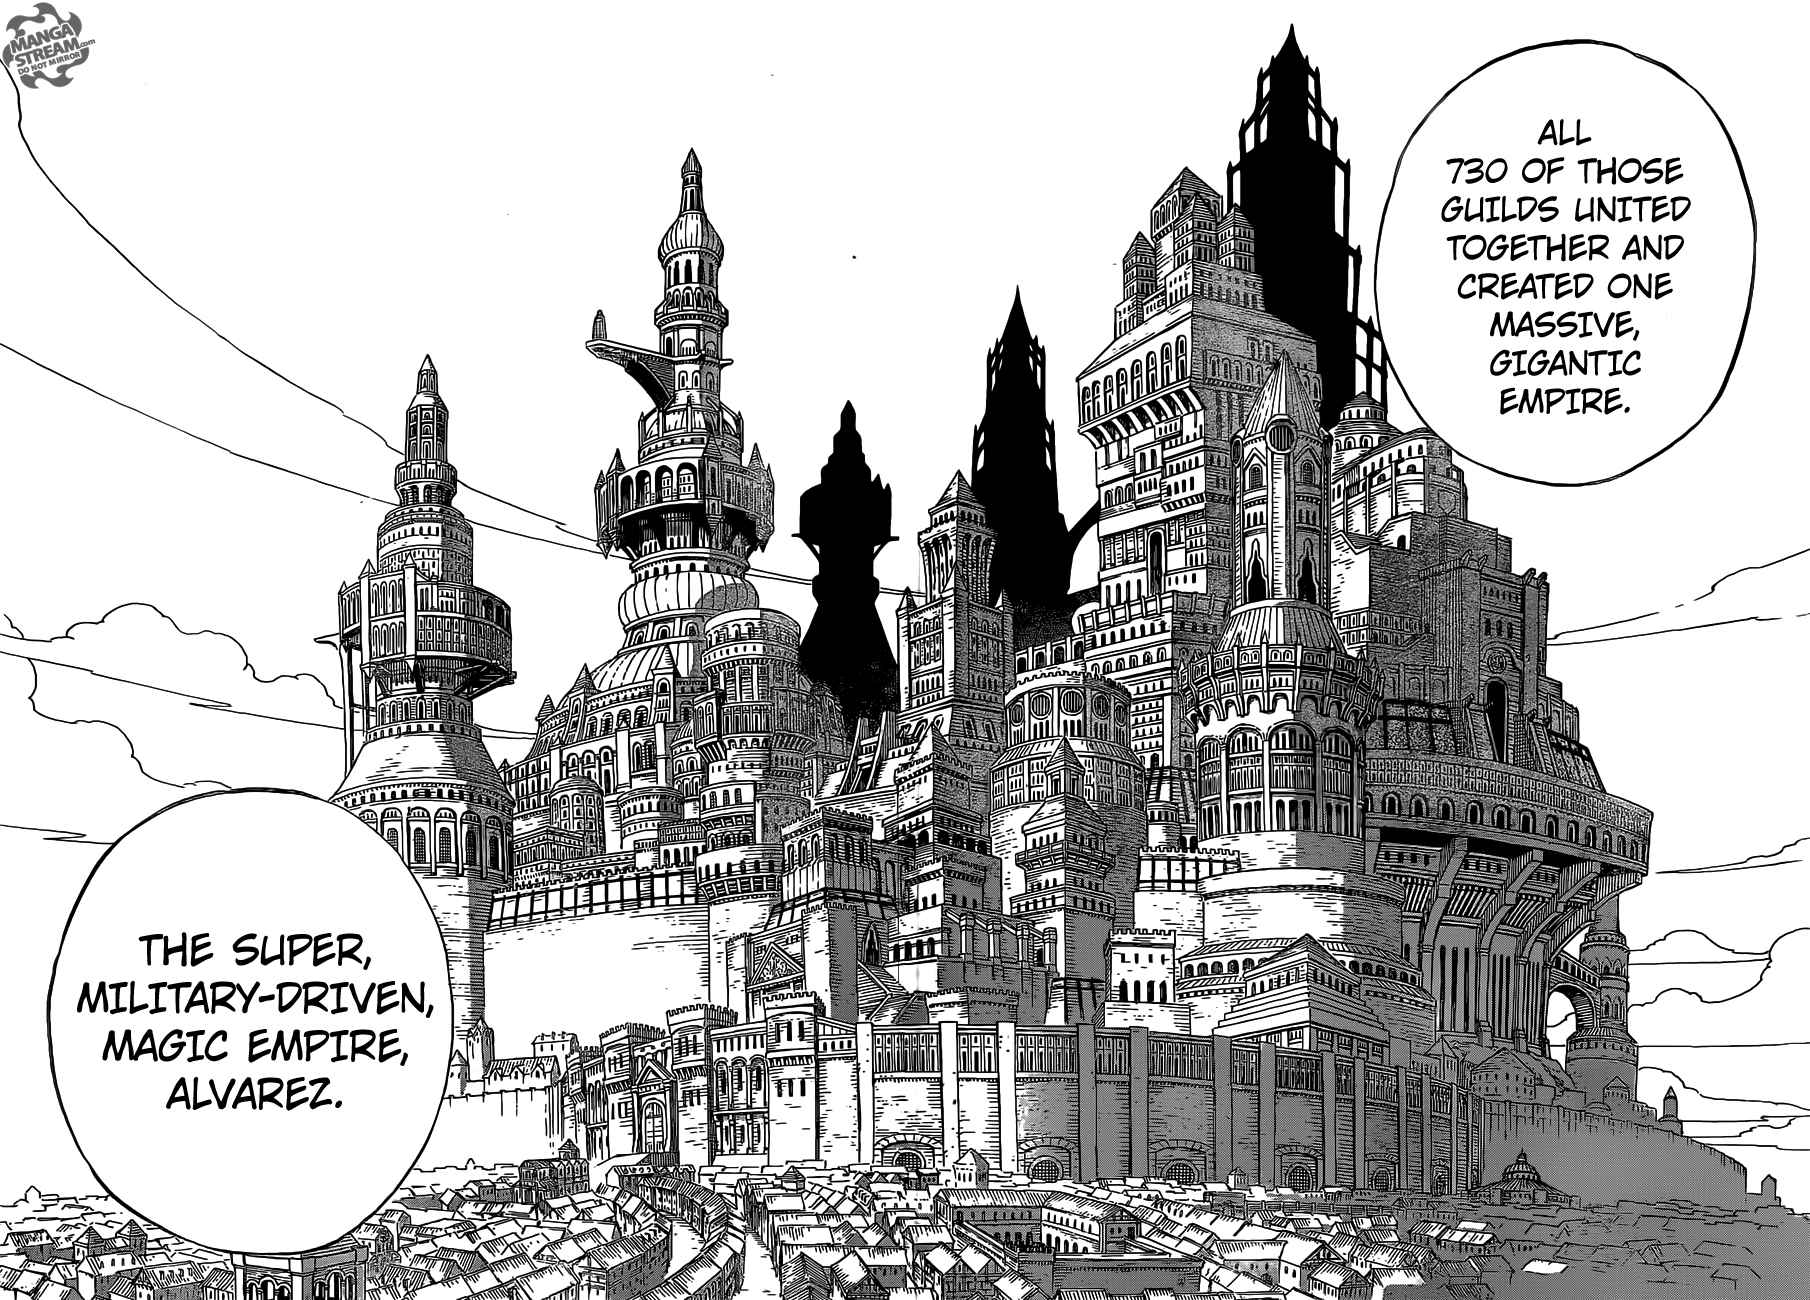 MANGA
STREAM.com
DO NOT MIRROR
ALL
730 OF THOSE
GUILDS UNITED
TOGETHER AND
CREATED ONE
MASSIVE,
GIGANTIC
EMPIRE.
THE SUPER,
MILITARY-DRIVEN,
MAGIC EMPIRE,
ALVAREZ.